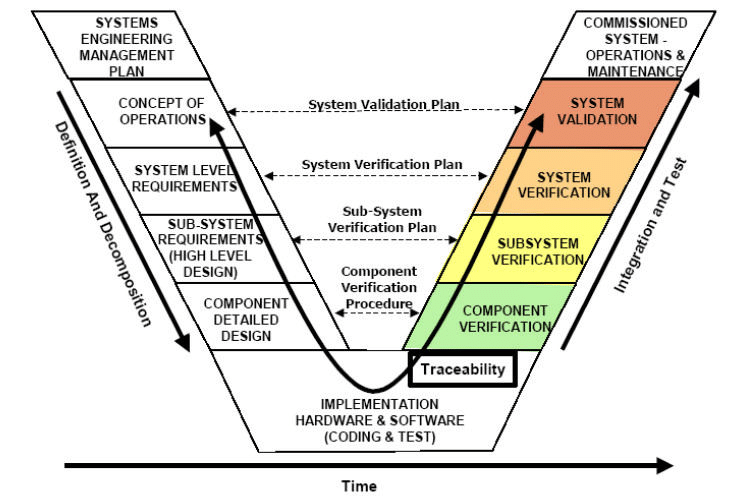 SYSTEMS
ENGINEERING
MANAGEMENT
PLAN
COMMISSIONED
SYSTEM -
OPERATIONS &
MAINTENANCE
CONCEPT OF
OPERATIONS
System Validation Plan
SYSTEM
VALIDATION
SYSTEM LEVEL
REQUIREMENTS
System Verification Plan
SYSTEM
VERIFICATION
SUB-SYSTEM
REQUIREMENTS
(HIGH LEVEL
DESIGN)
Sub-System
Verification Plan
SUBSYSTEM
VERIFICATION
COMPONENT
DETAILED
DESIGN
Component
Verification
Procedure
COMPONENT
VERIFICATION
Definition And Decomposition
Integration and Test
Traceability
IMPLEMENTATION
HARDWARE & SOFTWARE
(CODING & TEST)
Time